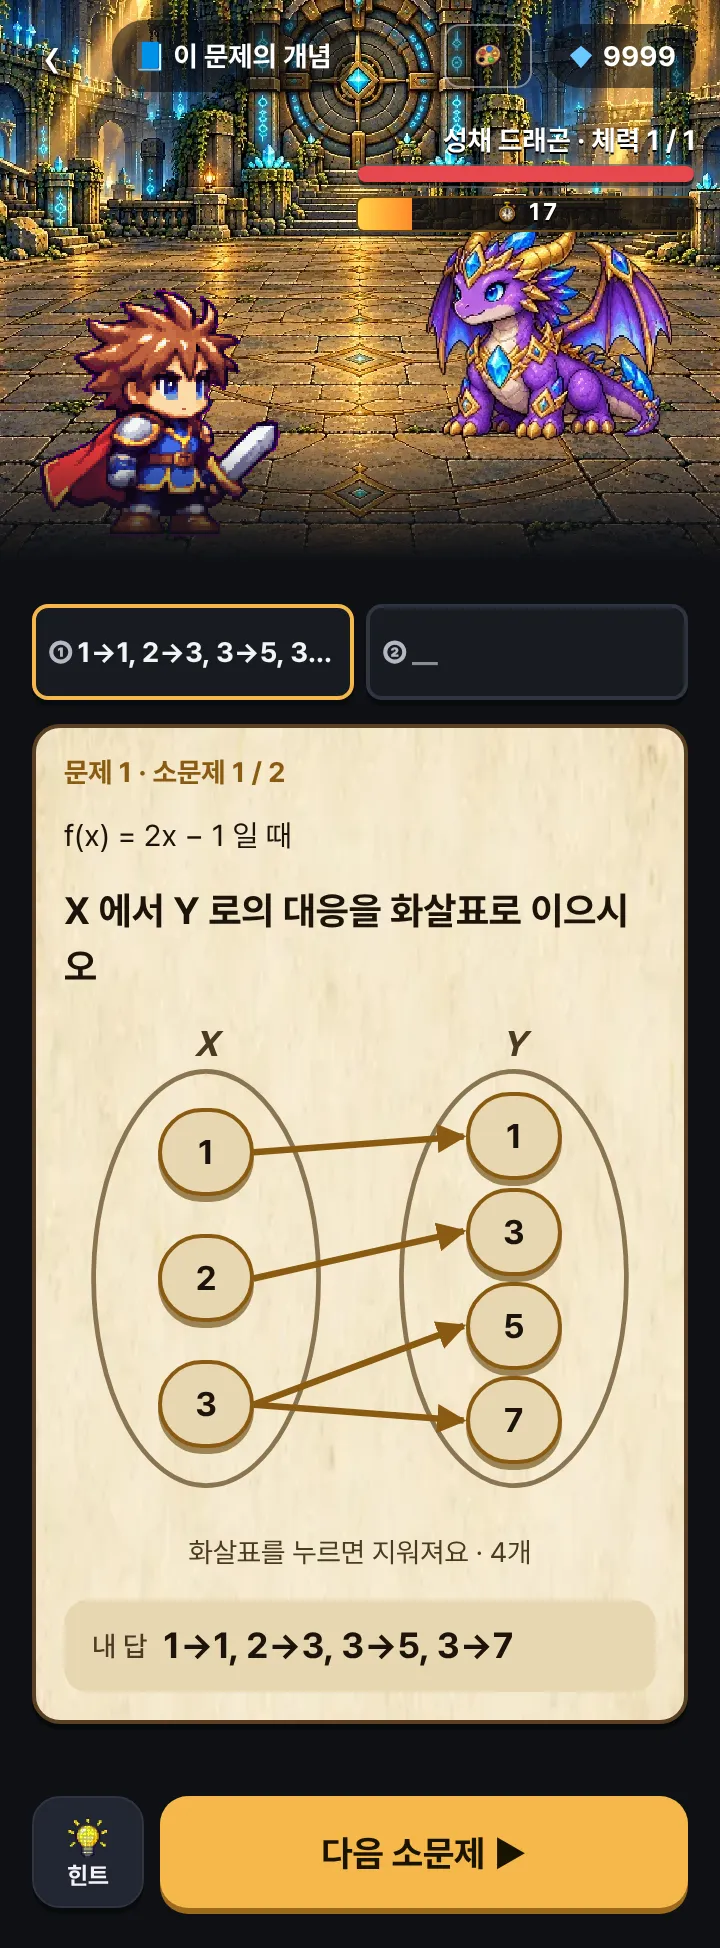 이 문제의 개념
9999
성채 드래곤 · 체력 1 / 1
17
① 1→1, 2→3, 3→5, 3...
② __
문제 1 · 소문제 1 / 2
f(x) = 2x − 1 일 때
X 에서 Y 로의 대응을 화살표로 이으시
오
X Y
1 1
2 3
3 5
7
화살표를 누르면 지워져요 · 4개
내 답 1→1, 2→3, 3→5, 3→7
힌트
다음 소문제 ▶